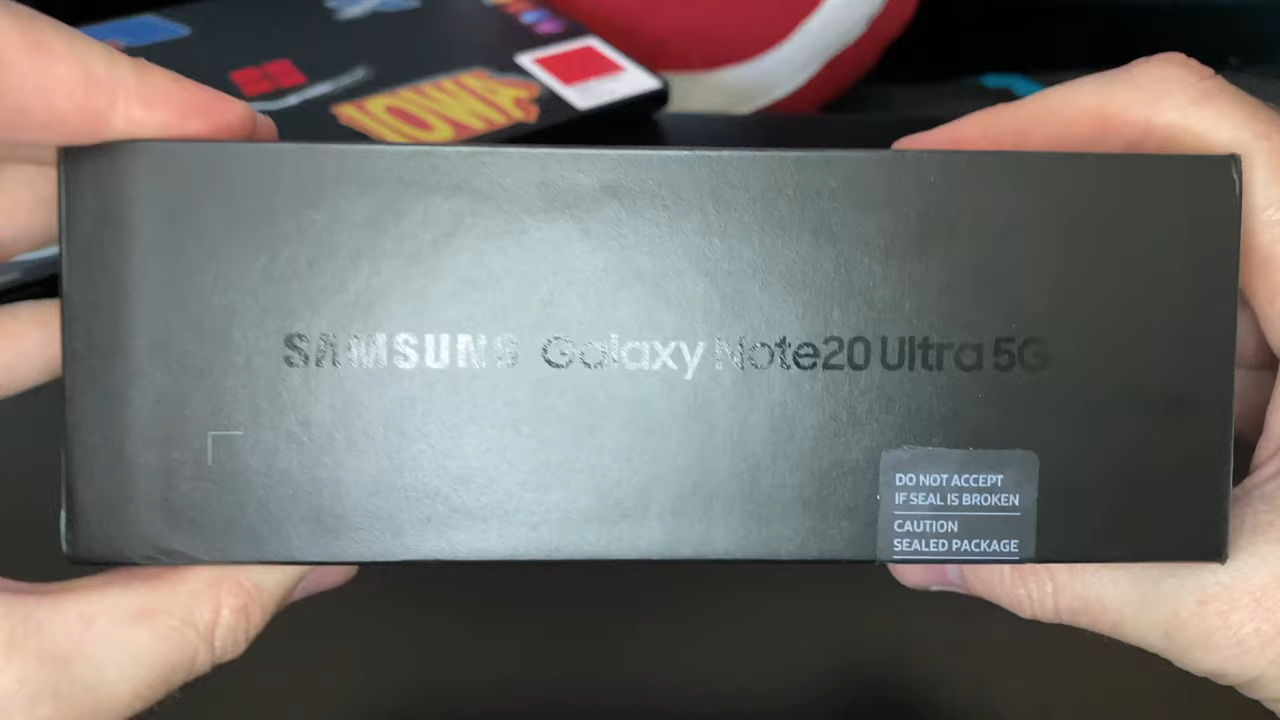 IOWA
SAMSUNG Galaxy Note20 Ultra 5G
DO NOT ACCEPT
IF SEAL IS BROKEN
CAUTION
SEALED PACKAGE